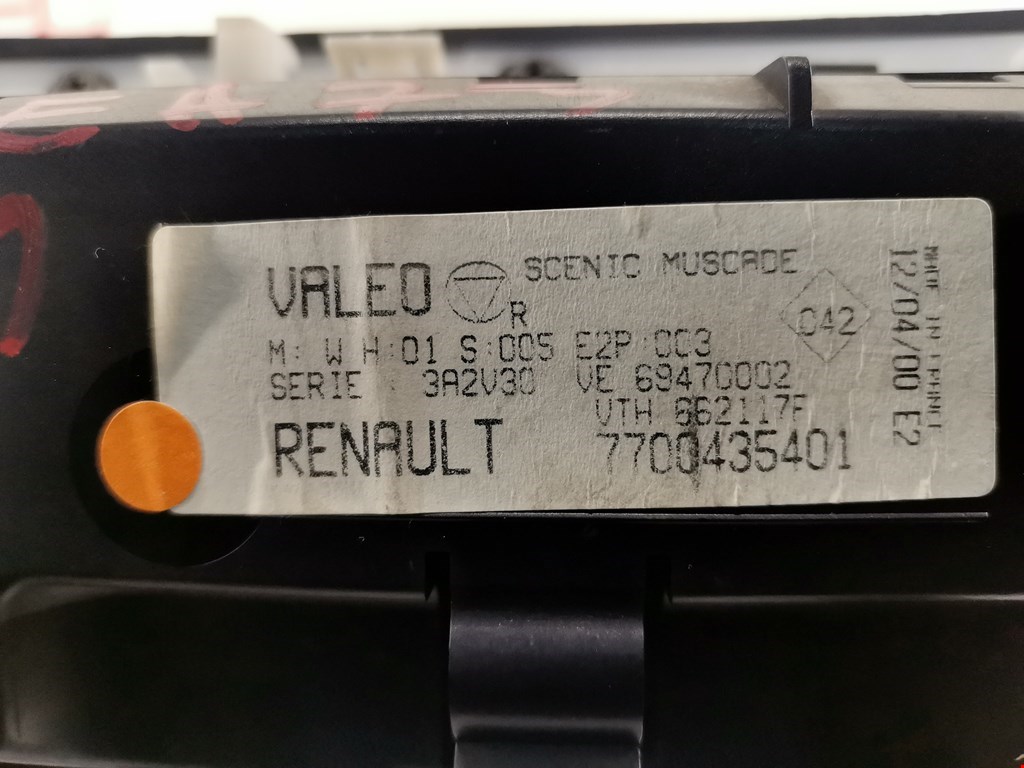 VALEO R SCENIC MUSCADE
M: W H:01 S:005 E2P:003
042
SERIE : 3A2V30 VE 69470002
VTH 662117F
RENAULT 7700435401
MADE IN FRANCE
12/04/00 E2